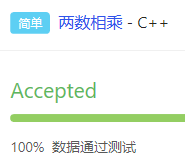 简单 两数相乘 - C++
Accepted
100% 数据通过测试